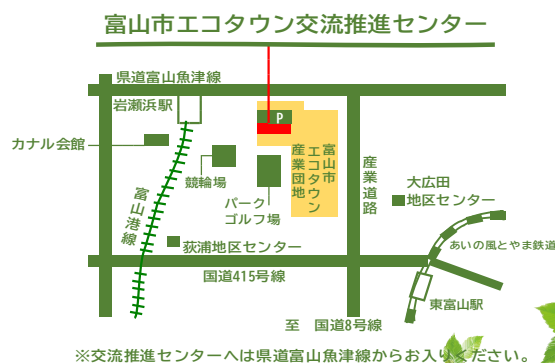 富山市エコタウン交流推進センター
県道富山魚津線
岩瀬浜駅
P
カナル会館
競輪場
パーク
ゴルフ場
富山市
エコタウン
産業団地
産業道路
大広田
地区センター
富山港線
荻浦地区センター
あいの風とやま鉄道
国道415号線
東富山駅
至 国道8号線
※交流推進センターへは県道富山魚津線からお入りください。